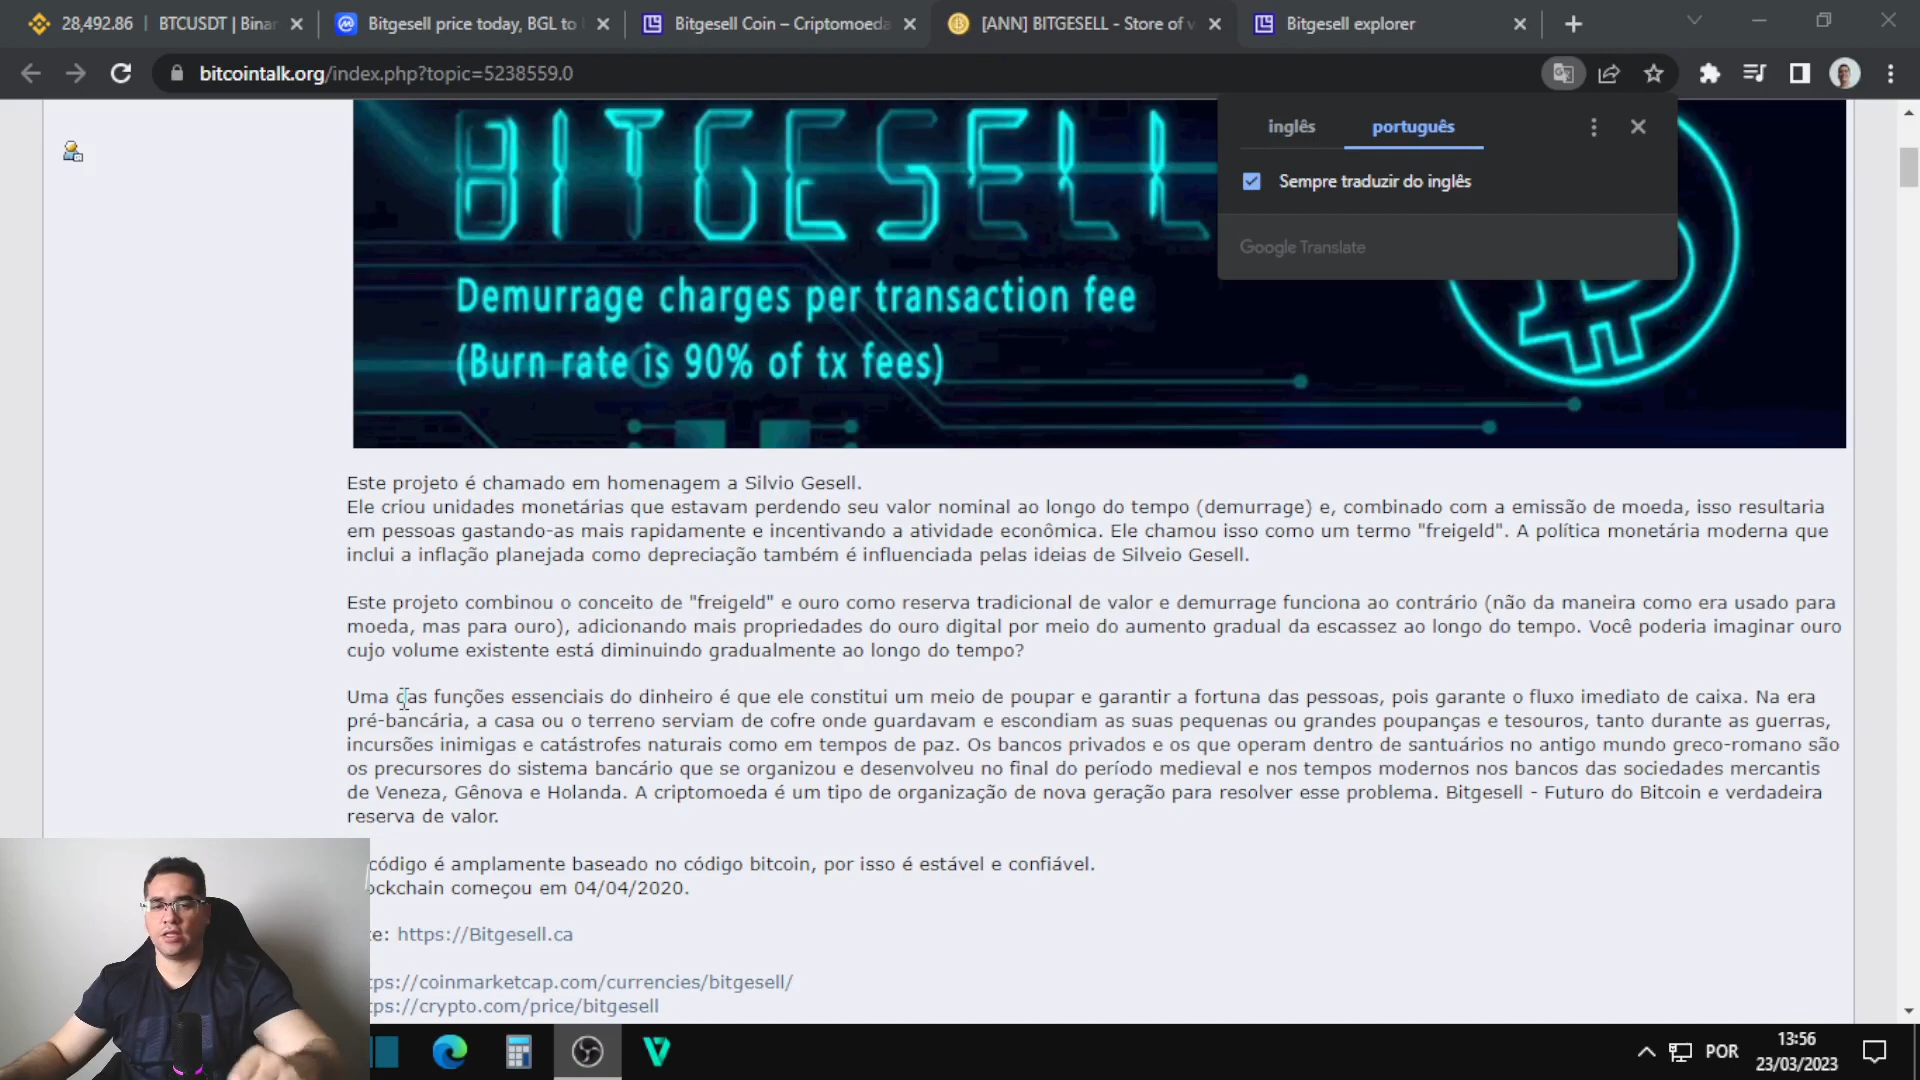 28,492.86 | BTCUSDT | Binan
Bitgesell price today, BGL to
Bitgesell Coin – Criptomoeda
[ANN] BITGESELL - Store of v
Bitgesell explorer
bitcointalk.org/index.php?topic=5238559.0
inglês português
Sempre traduzir do inglês
Google Translate
BITGESELL
Demurrage charges per transaction fee
(Burn rate is 90% of tx fees)
Este projeto é chamado em homenagem a Silvio Gesell.
Ele criou unidades monetárias que estavam perdendo seu valor nominal ao longo do tempo (demurrage) e, combinado com a emissão de moeda, isso resultaria
em pessoas gastando-as mais rapidamente e incentivando a atividade econômica. Ele chamou isso como um termo "freigeld". A política monetária moderna que
inclui a inflação planejada como depreciação também é influenciada pelas ideias de Silveio Gesell.
Este projeto combinou o conceito de "freigeld" e ouro como reserva tradicional de valor e demurrage funciona ao contrário (não da maneira como era usado para
moeda, mas para ouro), adicionando mais propriedades do ouro digital por meio do aumento gradual da escassez ao longo do tempo. Você poderia imaginar ouro
cujo volume existente está diminuindo gradualmente ao longo do tempo?
Uma das funções essenciais do dinheiro é que ele constitui um meio de poupar e garantir a fortuna das pessoas, pois garante o fluxo imediato de caixa. Na era
pré-bancária, a casa ou o terreno serviam de cofre onde guardavam e escondiam as suas pequenas ou grandes poupanças e tesouros, tanto durante as guerras,
incursões inimigas e catástrofes naturais como em tempos de paz. Os bancos privados e os que operam dentro de santuários no antigo mundo greco-romano são
os precursores do sistema bancário que se organizou e desenvolveu no final do período medieval e nos tempos modernos nos bancos das sociedades mercantis
de Veneza, Gênova e Holanda. A criptomoeda é um tipo de organização de nova geração para resolver esse problema. Bitgesell - Futuro do Bitcoin e verdadeira
reserva de valor.
código é amplamente baseado no código bitcoin, por isso é estável e confiável.
ockchain começou em 04/04/2020.
te: https://Bitgesell.ca
tps://coinmarketcap.com/currencies/bitgesell/
tps://crypto.com/price/bitgesell
POR
13:56
23/03/2023